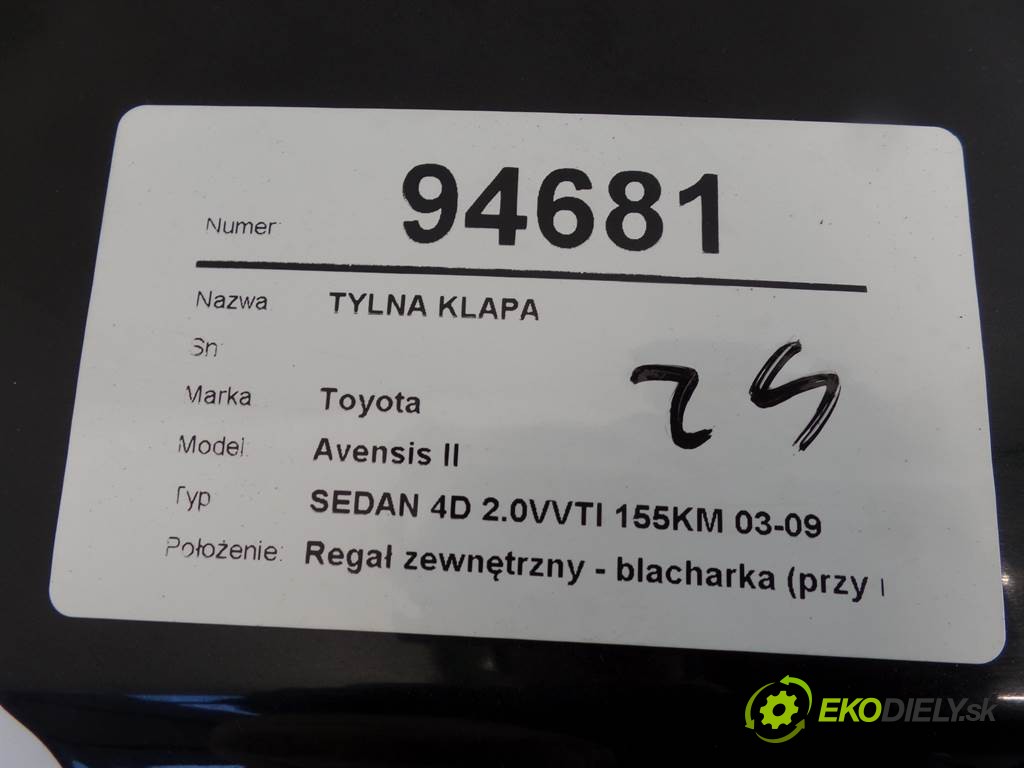 Numer: 94681
Nazwa TYLNA KLAPA
Sn:
Marka Toyota
Model: Avensis II
Typ SEDAN 4D 2.0VVTI 155KM 03-09
Położenie: Regał zewnętrzny - blacharka (przy
EKODIELY.sk